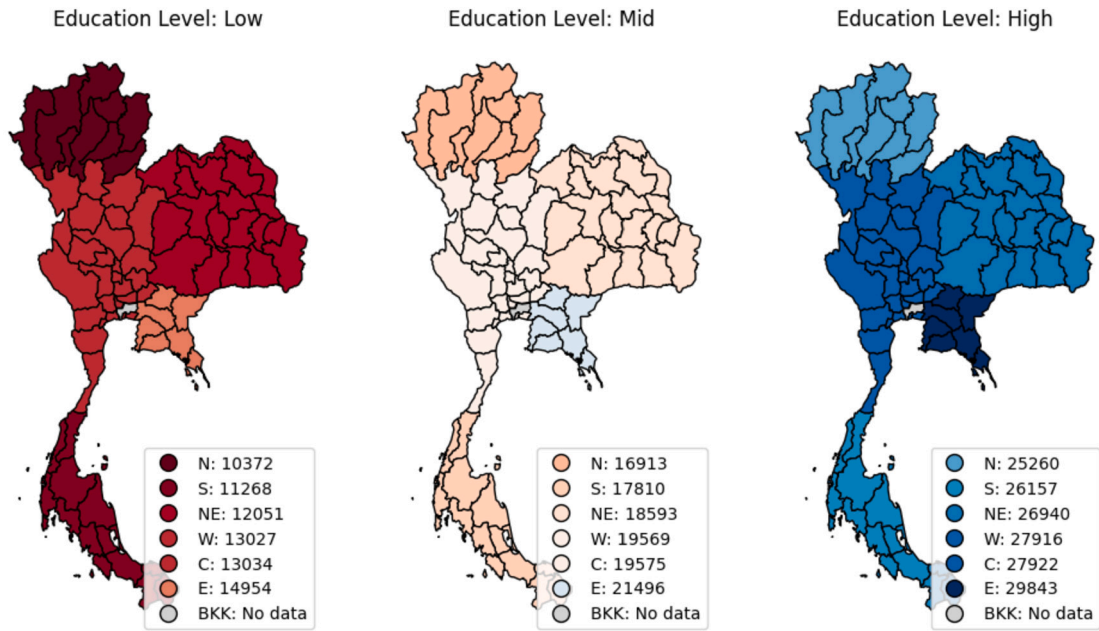 Education Level: Low
Education Level: Mid
Education Level: High
N: 10372
S: 11268
NE: 12051
W: 13027
C: 13034
E: 14954
BKK: No data
N: 16913
S: 17810
NE: 18593
W: 19569
C: 19575
E: 21496
BKK: No data
N: 25260
S: 26157
NE: 26940
W: 27916
C: 27922
E: 29843
BKK: No data